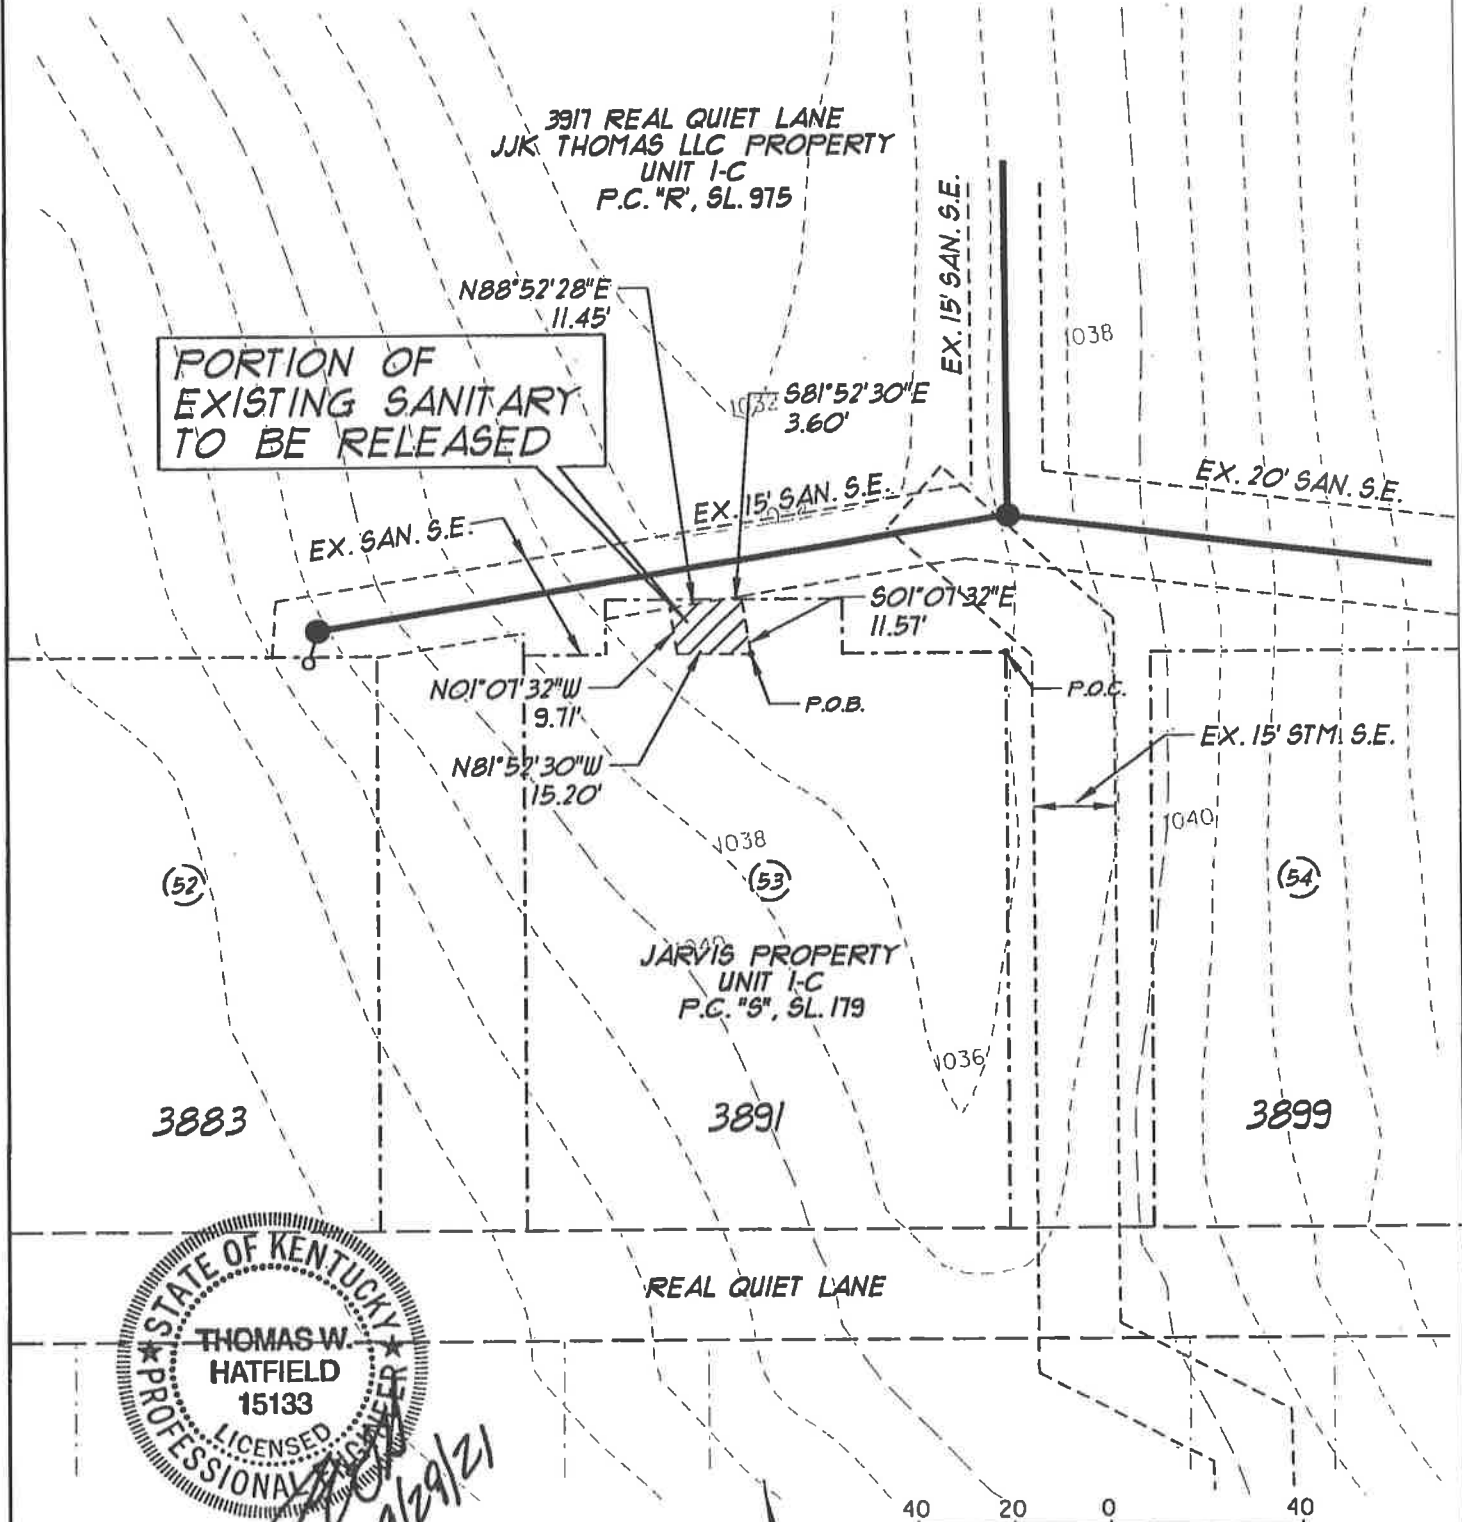 3917 REAL QUIET LANE
JJK THOMAS LLC PROPERTY
UNIT 1-C
P.C. "R', SL. 975
EX. 15' SAN. S.E.
N88°52'28"E
11.45'
1038
PORTION OF
EXISTING SANITARY
TO BE RELEASED
1032
S81°52'30"E
3.60'
EX. 15' SAN. S.E.
EX. 20' SAN. S.E.
EX. SAN. S.E.
S01°07'32"E
11.57'
N01°07'32"W
9.71'
P.O.B.
P.O.C.
EX. 15' STM. S.E.
N81°52'30"W
15.20'
1038
1040
52
53
54
1040
JARVIS PROPERTY
UNIT 1-C
P.C. "S", SL. 179
1036
3883
3891
3899
REAL QUIET LANE
STATE OF KENTUCKY
THOMAS W.
HATFIELD
15133
LICENSED
PROFESSIONAL ENGINEER
/29/21
40 20 0 40